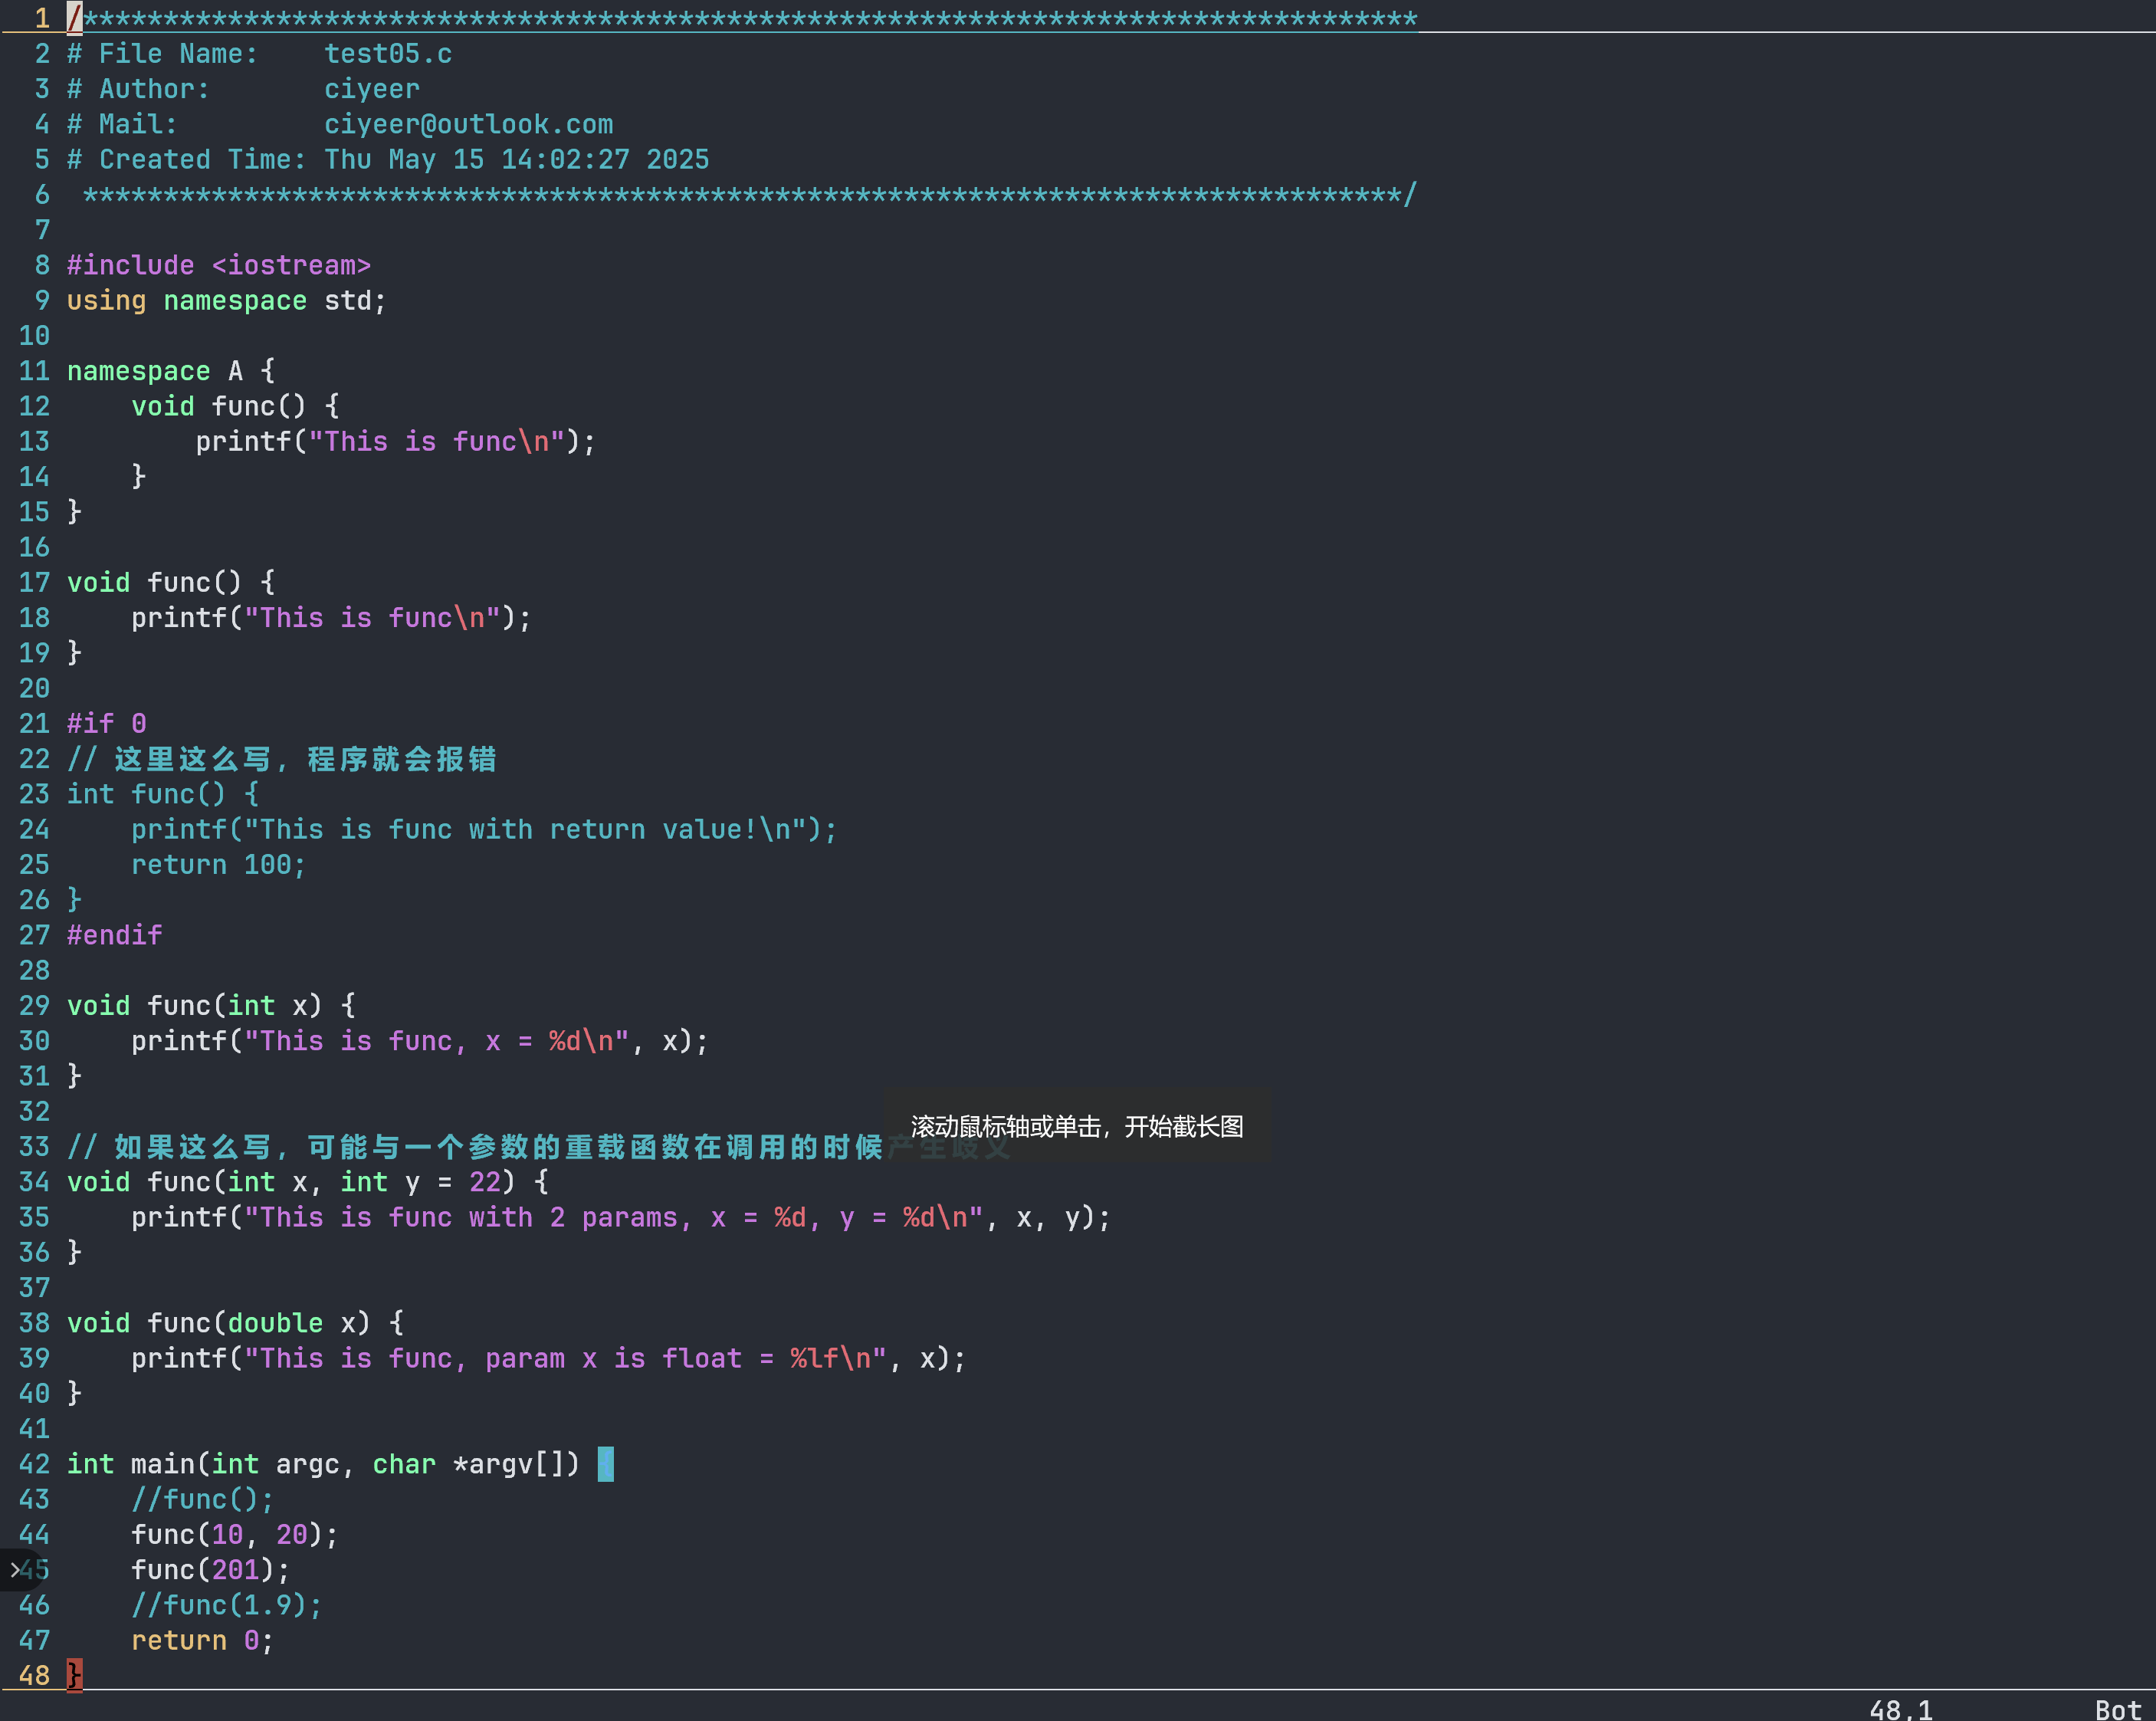 1 /***********************************************************************************
2 # File Name:    test05.c
3 # Author:       ciyeer
4 # Mail:         ciyeer@outlook.com
5 # Created Time: Thu May 15 14:02:27 2025
6  **********************************************************************************/
7
8 #include <iostream>
9 using namespace std;
10
11 namespace A {
12     void func() {
13         printf("This is func\n");
14     }
15 }
16
17 void func() {
18     printf("This is func\n");
19 }
20
21 #if 0
22 // 这里这么写，程序就会报错
23 int func() {
24     printf("This is func with return value!\n");
25     return 100;
26 }
27 #endif
28
29 void func(int x) {
30     printf("This is func, x = %d\n", x);
31 }
32
滚动鼠标轴或单击，开始截长图
33 // 如果这么写，可能与一个参数的重载函数在调用的时候产生歧义
34 void func(int x, int y = 22) {
35     printf("This is func with 2 params, x = %d, y = %d\n", x, y);
36 }
37
38 void func(double x) {
39     printf("This is func, param x is float = %lf\n", x);
40 }
41
42 int main(int argc, char *argv[]) {
43     //func();
44     func(10, 20);
45     func(201);
46     //func(1.9);
47     return 0;
48 }
48,1 Bot